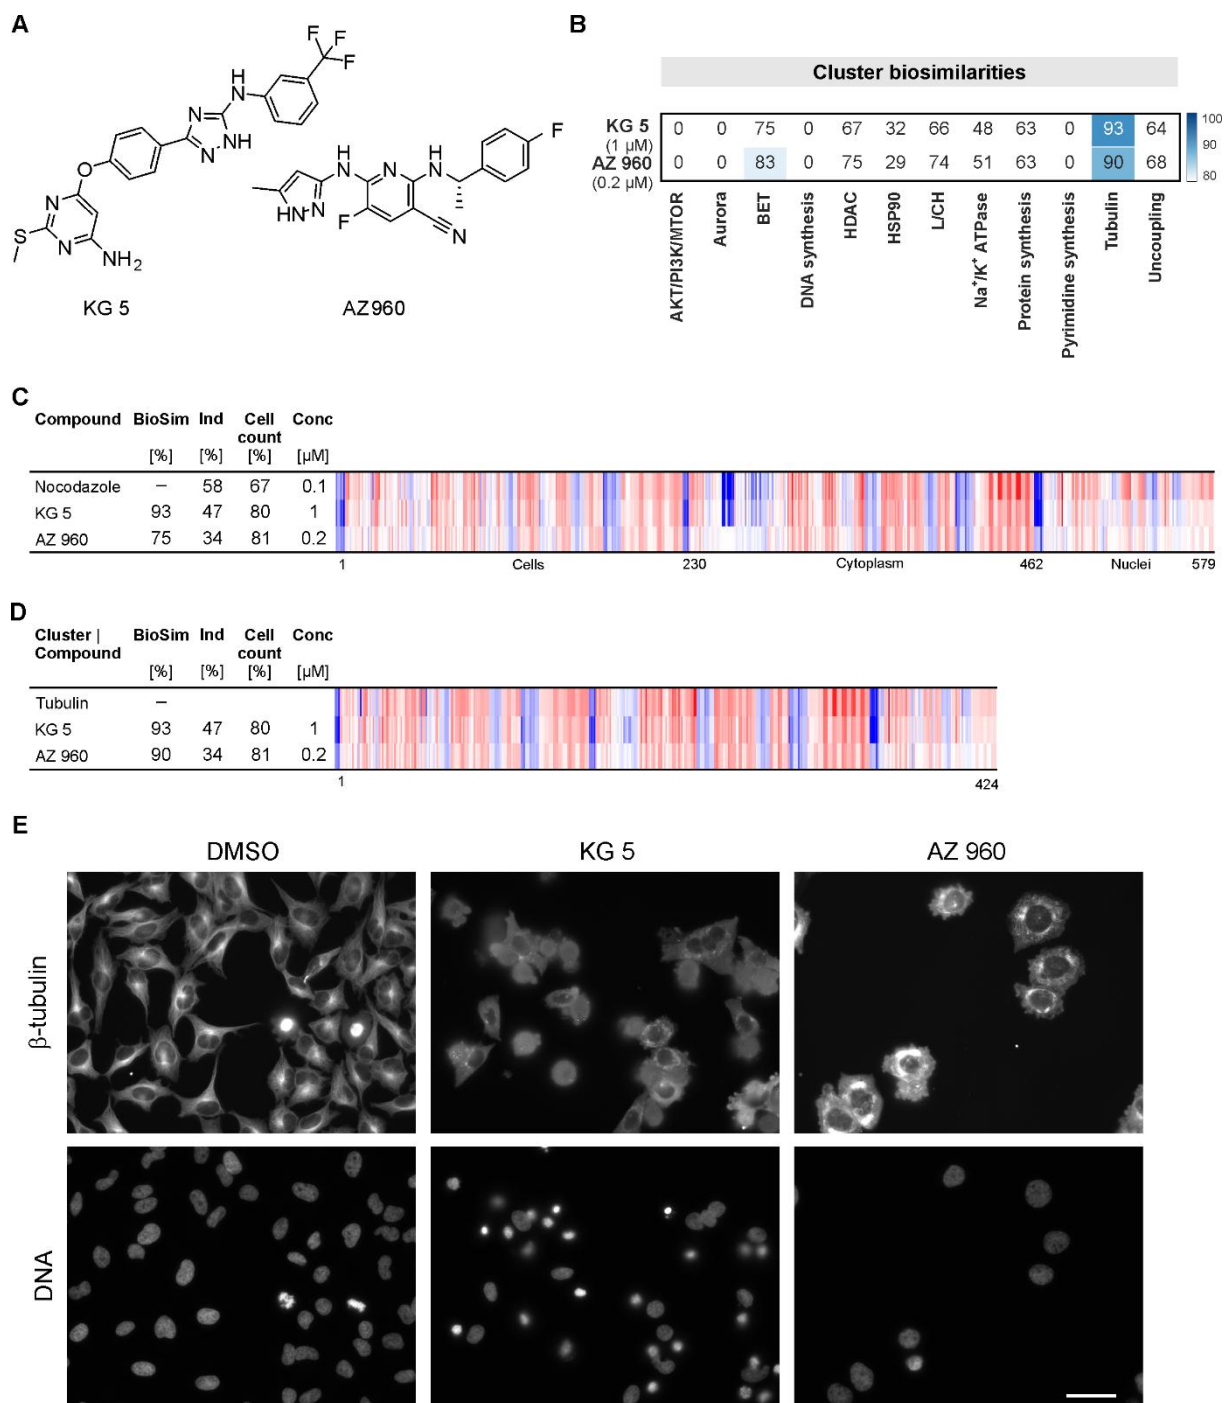 A
B
F
F
F
H
N
N
N
NH
N
O
N
S
N
NH2
KG 5
F
H
N
N
H
N
HN-N
F
N
AZ960
Cluster biosimilarities
KG 5 0 0 75 0 67 32 66 48 63 0 93 64
(1 µM)
AZ 960 0 0 83 0 75 29 74 51 63 0 90 68
(0.2 µM)
100
90
80
AKT/PI3K/MTOR
Aurora
BET
DNA synthesis
HDAC
HSP90
L/CH
Na+/K+ ATPase
Protein synthesis
Pyrimidine synthesis
Tubulin
Uncoupling
C
Compound BioSim Ind Cell count Conc
[%] [%] [%] [µM]
Nocodazole – 58 67 0.1
KG 5 93 47 80 1
AZ 960 75 34 81 0.2
1 Cells 230 Cytoplasm 462 Nuclei 579
D
Cluster | Compound BioSim Ind Cell count Conc
[%] [%] [%] [µM]
Tubulin –
KG 5 93 47 80 1
AZ 960 90 34 81 0.2
1 424
E
DMSO KG 5 AZ 960
β-tubulin
DNA